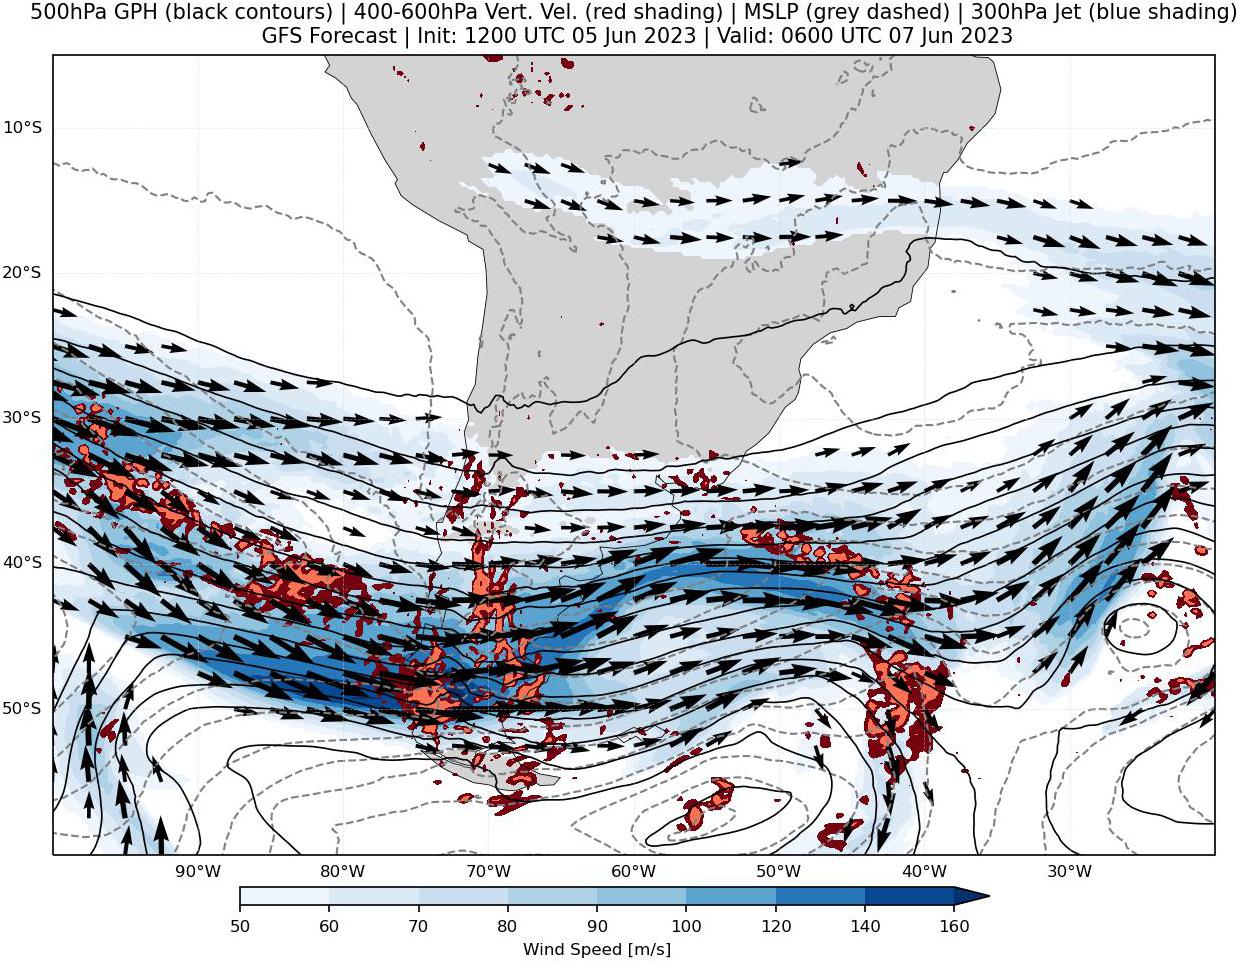 500hPa GPH (black contours) | 400-600hPa Vert. Vel. (red shading) | MSLP (grey dashed) | 300hPa Jet (blue shading)
GFS Forecast | Init: 1200 UTC 05 Jun 2023 | Valid: 0600 UTC 07 Jun 2023
10°S
20°S
30°S
40°S
50°S
90°W 80°W 70°W 60°W 50°W 40°W 30°W
50 60 70 80 90 100 120 140 160
Wind Speed [m/s]